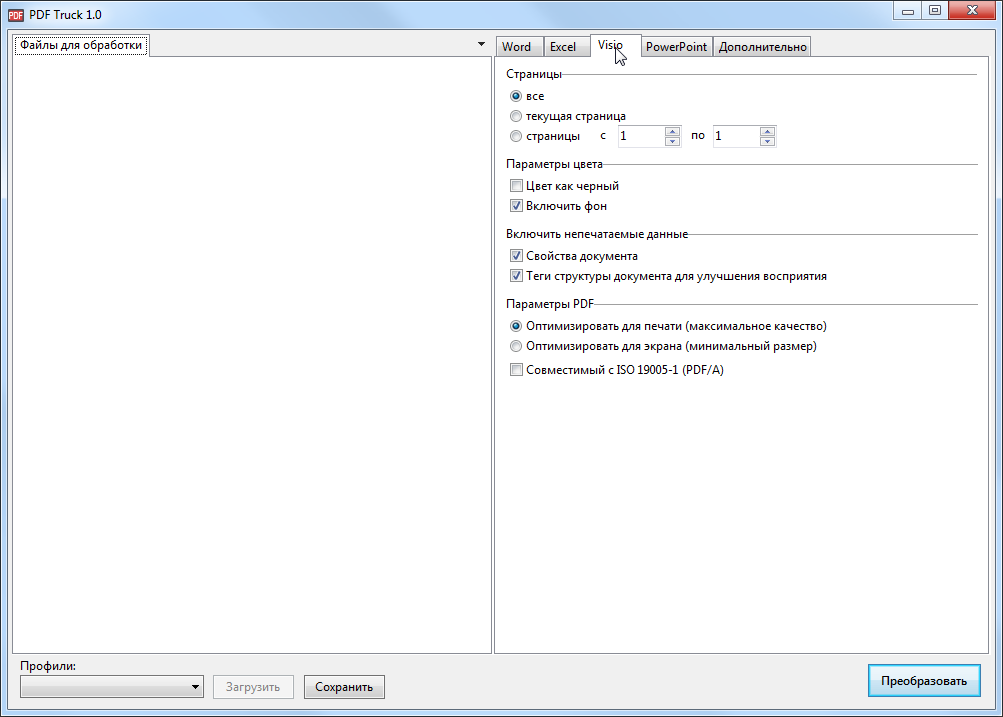 PDF PDF Truck 1.0
Файлы для обработки
Word Excel Visio PowerPoint Дополнительно
Страницы
все
текущая страница
страницы с 1 по 1
Параметры цвета
Цвет как черный
Включить фон
Включить непечатаемые данные
Свойства документа
Теги структуры документа для улучшения восприятия
Параметры PDF
Оптимизировать для печати (максимальное качество)
Оптимизировать для экрана (минимальный размер)
Совместимый с ISO 19005-1 (PDF/A)
Профили:
Загрузить Сохранить
Преобразовать